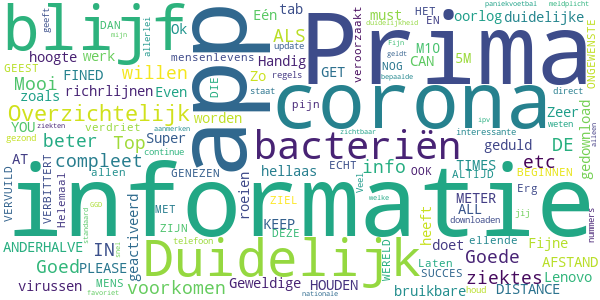 blijf
app
Prima
corona
informatie
Duidelijk
bacteriën
Overzichtelijk
compleet
voorkomen
ziektes
Goede
Goed
info
etc
DE
IN
Top
beter
Mooi
willen
richrlijnen
FINED
hoogte
werk
DAN
allerlei
geeft
mijn
Eén
tab
Ok
ALS
Handig
update
mensenlevens
Zo
regels
Even
DIE
GET
staat
zoals
GEEST
YOU
verdriet
Super
worden
AT
continue
allen
GENEZEN
VERVUILD
ziekten
gezond
VERBITTERT
Helemaal
aanmerken
hellaas
pijn
veroorzaakt
oorlog
must
duidelijke
duidelijkheid
paniekvoetbal
meldplicht
HET
EN
M10
CAN
5M
NOG
Fijn
geldt
bepaalde
Zeer
direct
ONGEWENSTE
geduld
gedownload
weten
interessante
ipv
zichtbaar
alleen
ECHT
OOK
TIMES
ALTIJD
BEGINNEN
Veel
welke
roeien
ZIEL
METER
ALL
Erg
downloaden
jij
nummers
KEEP
DEZE
heeft
doet
ellende
Fijne
AFSTAND
WERELD
Laten
SUCCES
Lenovo
houd
bruikbare
DISTANCE
HOUDEN
Geweldige
nationale
telefoon
MET
ZIJN
geactiveerd
PLEASE
MENS
favoriet
snel
virussen
ANDERHALVE
standaard
GGD